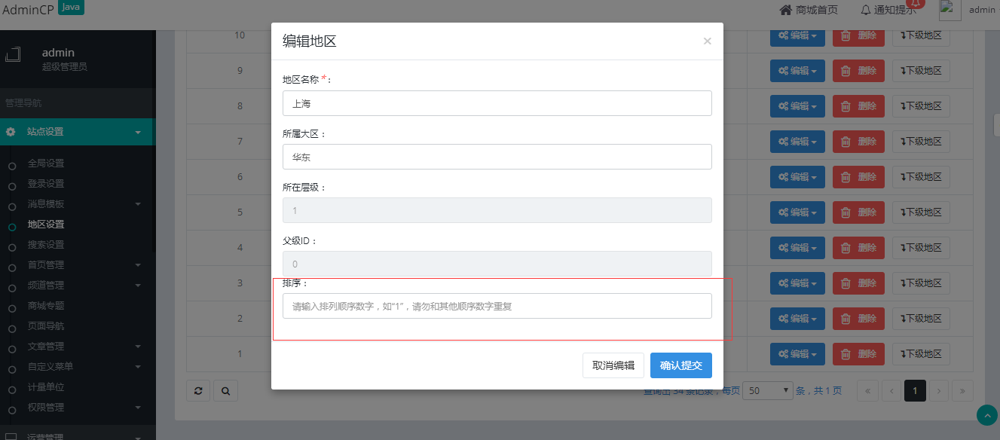 AdminCP Java
商城首页
通知提示
admin
admin
超级管理员
管理导航
站点设置
全局设置
登录设置
消息模板
地区设置
搜索设置
首页管理
频道管理
商城专题
页面导航
文章管理
自定义菜单
计量单位
权限管理
运营管理
编辑地区
×
地区名称*：
上海
所属大区：
华东
所在层级：
1
父级ID：
0
排序：
请输入排列顺序数字，如“1”，请勿和其他顺序数字重复
取消编辑
确认提交
10 编辑 删除 下级地区
9 编辑 删除 下级地区
8 编辑 删除 下级地区
7 编辑 删除 下级地区
6 编辑 删除 下级地区
5 编辑 删除 下级地区
4 编辑 删除 下级地区
3 编辑 删除 下级地区
2 编辑 删除 下级地区
1 编辑 删除 下级地区
查询出 34 条记录，每页 50 条，共 1 页
« ‹ 1 › »